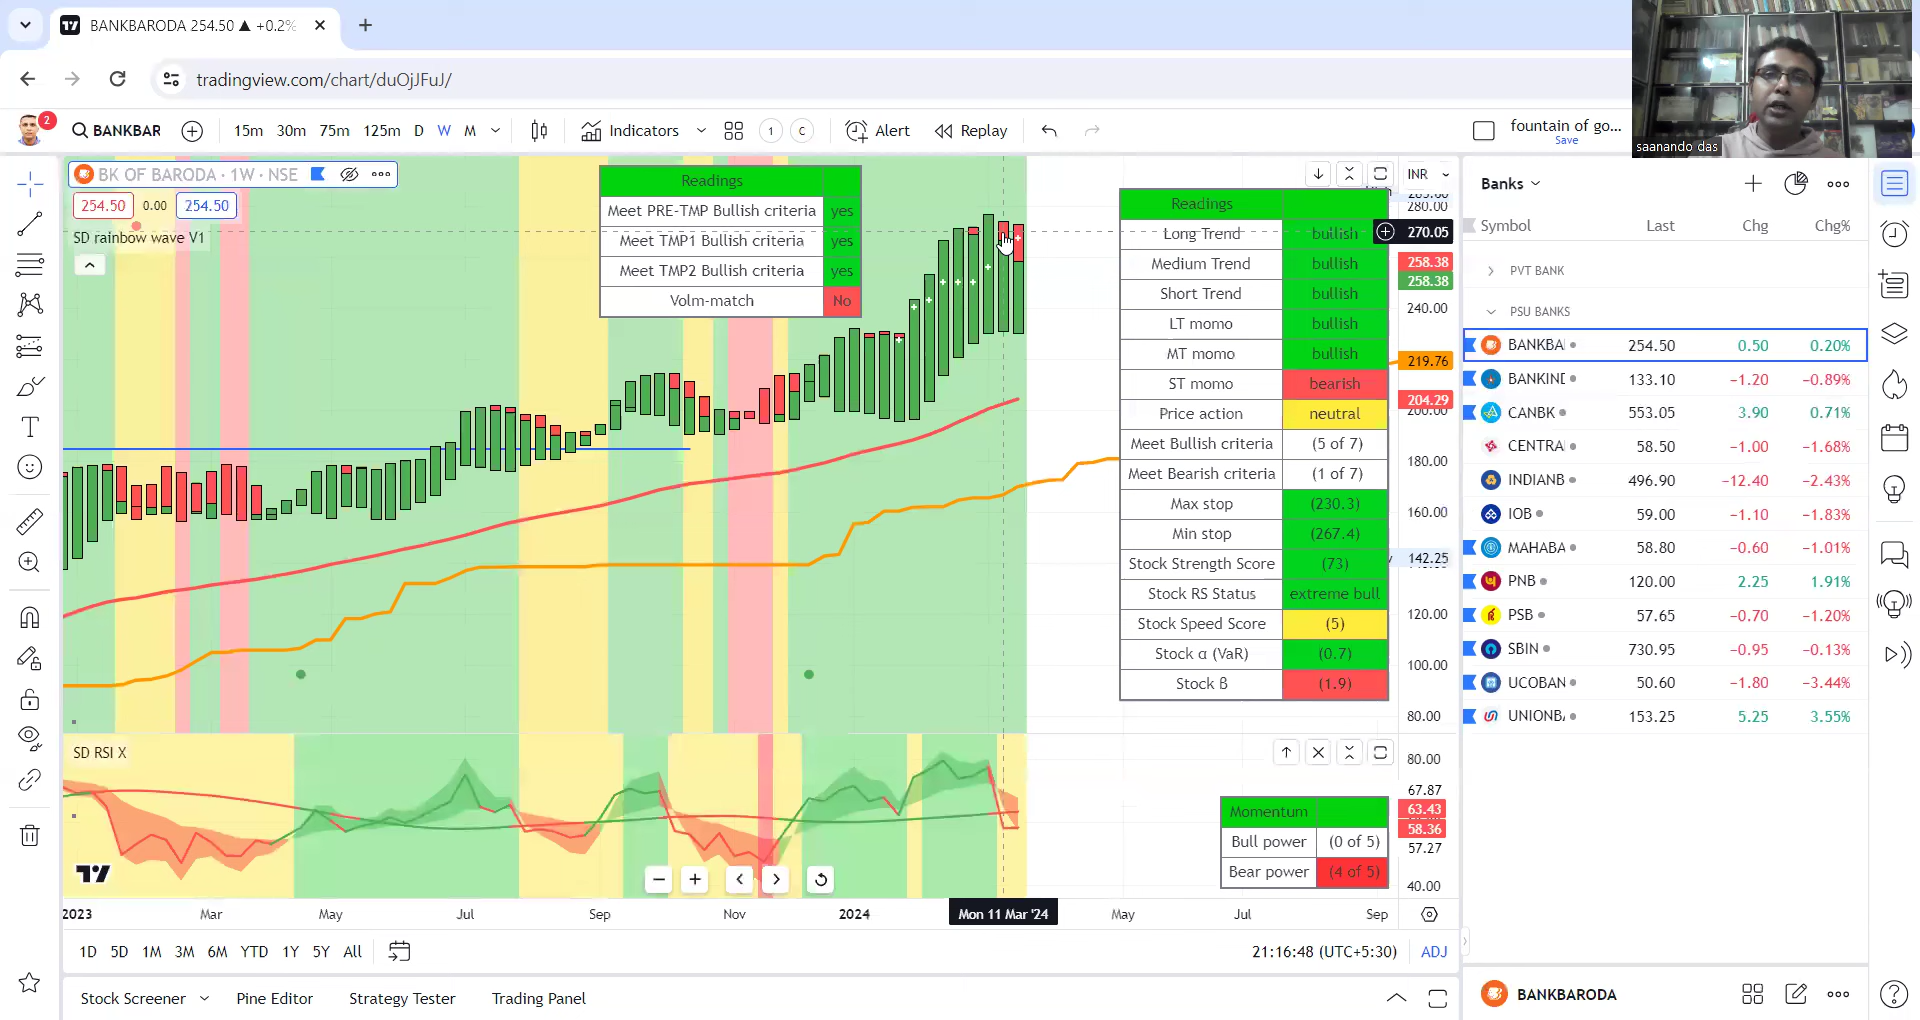 BANKBARODA 254.50 ▲ +0.2%
tradingview.com/chart/duOjJFuJ/
2
BANKBAR
15m 30m 75m 125m D W M
Indicators
1 C
Alert
Replay
fountain of go...
Save
saanando das
BK OF BARODA · 1W · NSE
254.50 0.00 254.50
SD rainbow wave V1
Readings
Meet PRE-TMP Bullish criteria yes
Meet TMP1 Bullish criteria yes
Meet TMP2 Bullish criteria yes
Volm-match No
Readings
Long Trend bullish
Medium Trend bullish
Short Trend bullish
LT momo bullish
MT momo bullish
ST momo bearish
Price action neutral
Meet Bullish criteria (5 of 7)
Meet Bearish criteria (1 of 7)
Max stop (230.3)
Min stop (267.4)
Stock Strength Score (73)
Stock RS Status extreme bull
Stock Speed Score (5)
Stock α (VaR) (0.7)
Stock β (1.9)
INR
280.00
270.05
258.38
258.38
240.00
219.76
204.29
200.00
180.00
160.00
142.25
120.00
100.00
80.00
SD RSI X
Momentum
Bull power (0 of 5)
Bear power (4 of 5)
80.00
67.87
63.43
58.36
57.27
40.00
2023 Mar May Jul Sep Nov 2024 Mon 11 Mar '24 May Jul Sep
1D 5D 1M 3M 6M YTD 1Y 5Y All
21:16:48 (UTC+5:30) ADJ
Stock Screener Pine Editor Strategy Tester Trading Panel
Banks
Symbol Last Chg Chg%
PVT BANK
PSU BANKS
BANKBA 254.50 0.50 0.20%
BANKIND 133.10 −1.20 −0.89%
CANBK 553.05 3.90 0.71%
CENTRA 58.50 −1.00 −1.68%
INDIANB 496.90 −12.40 −2.43%
IOB 59.00 −1.10 −1.83%
MAHABA 58.80 −0.60 −1.01%
PNB 120.00 2.25 1.91%
PSB 57.65 −0.70 −1.20%
SBIN 730.95 −0.95 −0.13%
UCOBAN 50.60 −1.80 −3.44%
UNIONB 153.25 5.25 3.55%
BANKBARODA